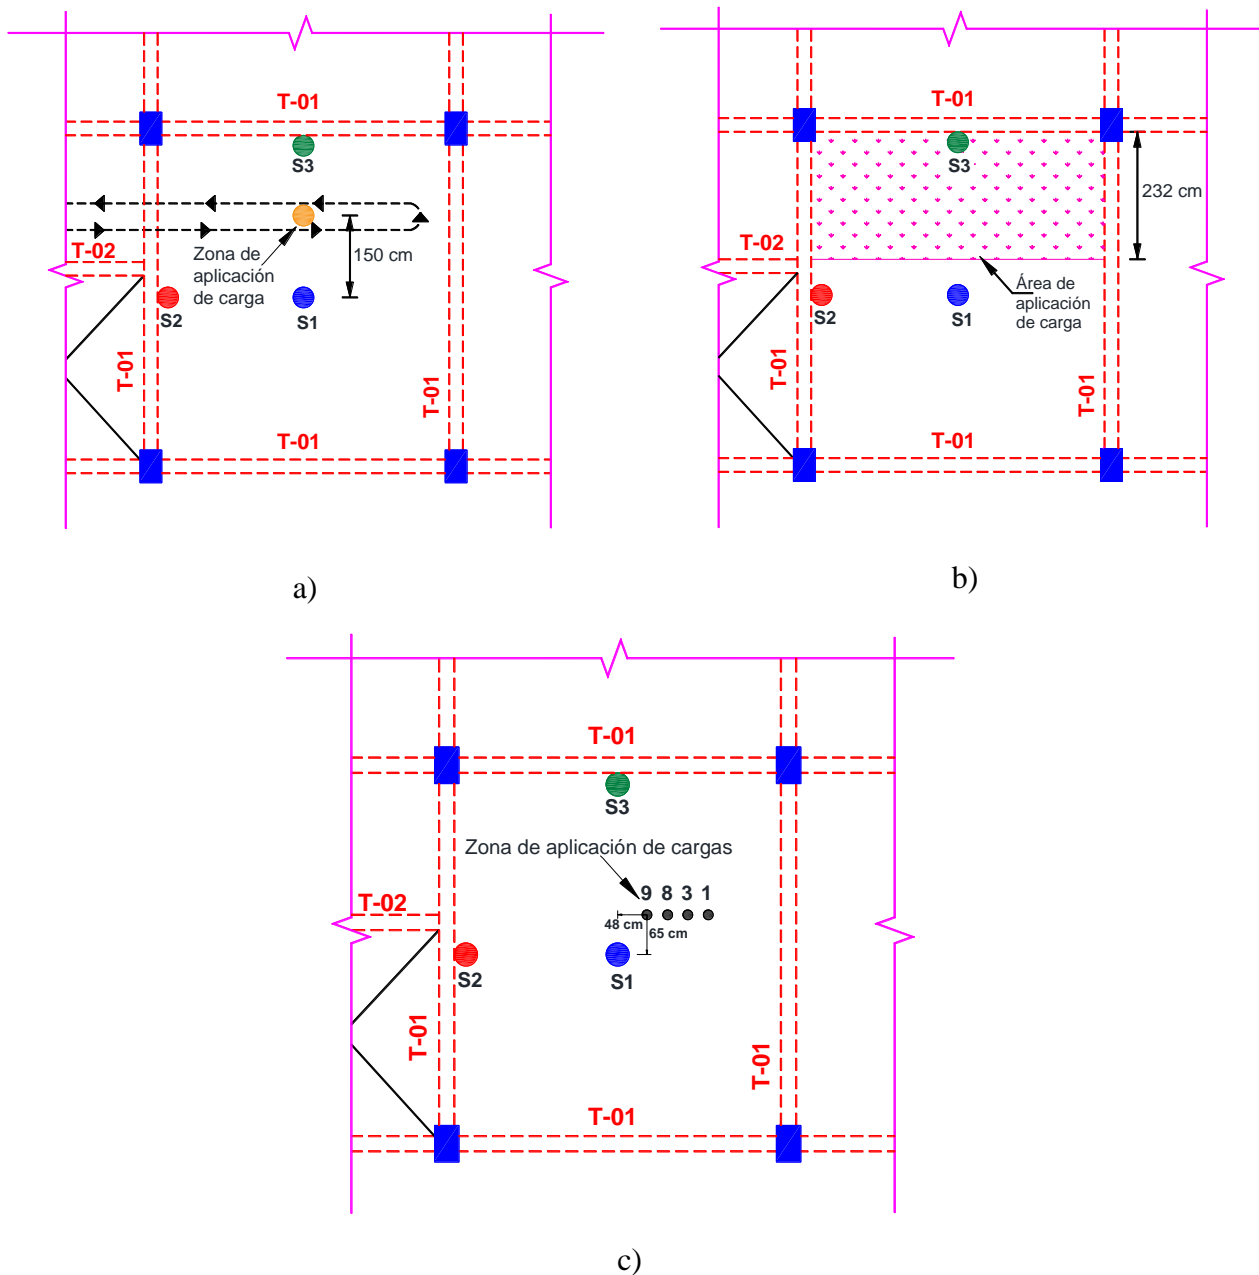 T-01
S3
Zona de
aplicación
de carga
150 cm
T-02
S2
S1
T-01
T-01
T-01
a)
T-01
S3
232 cm
T-02
Área de
aplicación
de carga
S2
S1
T-01
T-01
T-01
b)
T-01
S3
Zona de aplicación de cargas
9 8 3 1
T-02
48 cm
65 cm
S2
S1
T-01
T-01
T-01
c)